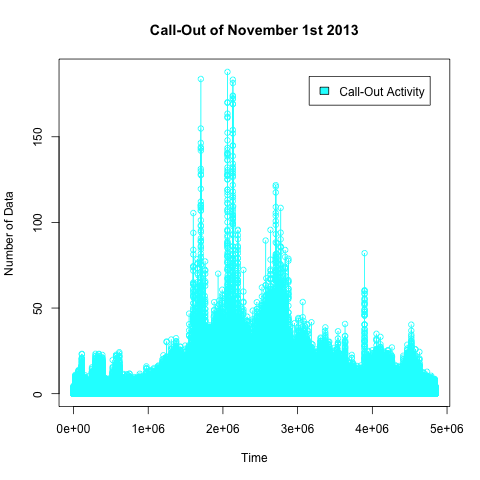 Call-Out of November 1st 2013
Call-Out Activity
Number of Data
150
100
50
0
0e+00 1e+06 2e+06 3e+06 4e+06 5e+06
Time